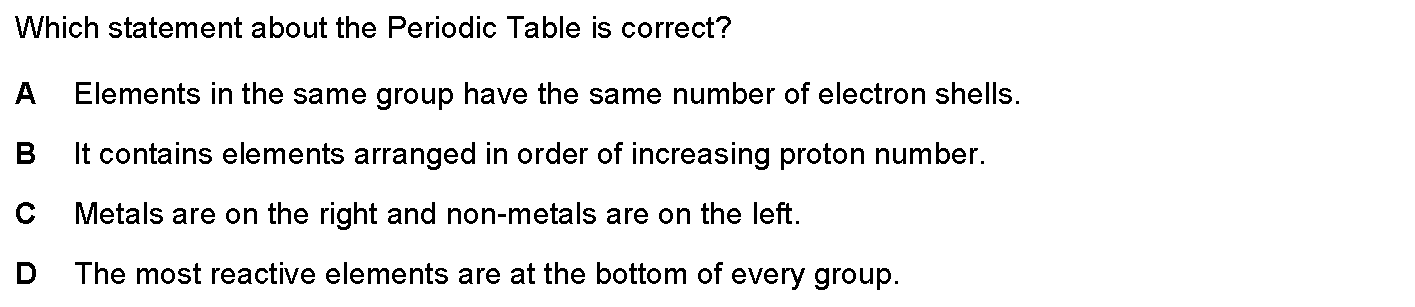 Which statement about the Periodic Table is correct?
A Elements in the same group have the same number of electron shells.
B It contains elements arranged in order of increasing proton number.
C Metals are on the right and non-metals are on the left.
D The most reactive elements are at the bottom of every group.